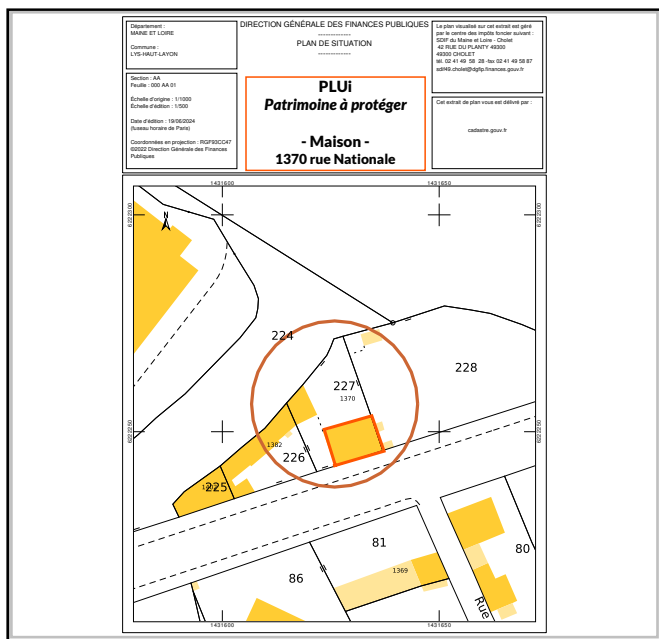 Département :
MAINE ET LOIRE
Commune :
LYS-HAUT-LAYON
Section : AA
Feuille : 000 AA 01
Échelle d'origine : 1/1000
Échelle d'édition : 1/500
Date d'édition : 19/06/2024
(fuseau horaire de Paris)
Coordonnées en projection : RGF93CC47
©2022 Direction Générale des Finances
Publiques
DIRECTION GÉNÉRALE DES FINANCES PUBLIQUES
-------------
PLAN DE SITUATION
-------------
PLUi
Patrimoine à protéger
- Maison -
1370 rue Nationale
Le plan visualisé sur cet extrait est géré
par le centre des impôts foncier suivant :
SDIF du Maine et Loire - Cholet
42 RUE DU PLANTY 49300
49300 CHOLET
tél. 02 41 49 58 28 -fax 02 41 49 58 87
sdif49.cholet@dgfip.finances.gouv.fr
Cet extrait de plan vous est délivré par :
cadastre.gouv.fr
1431600
1431650
6222300
6222300
N
224
228
227
1370
6222250
6222250
1382
226
225
81
80
86
1369
Rue
1431600
1431650